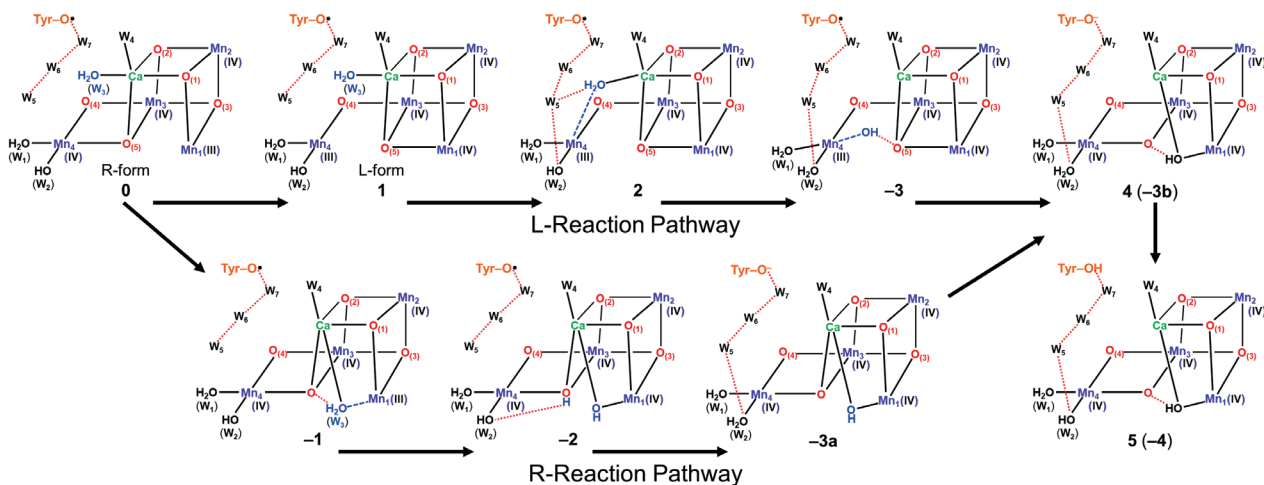 Tyr–O•
W7
W6
W5
W4
H2O
(W3)
Ca
O(2)
Mn2
(IV)
O(1)
O(4)
Mn3
(IV)
O(3)
H2O
(W1)
Mn4
(IV)
HO
(W2)
O(5)
Mn1(III)
R-form
0
Tyr–O•
W7
W6
W5
W4
H2O
(W3)
Ca
O(2)
Mn2
(IV)
O(1)
O(4)
Mn3
(IV)
O(3)
H2O
(W1)
Mn4
(III)
HO
(W2)
O(5)
Mn1(IV)
L-form
1
Tyr–O•
W7
W6
W5
W4
H2O
Ca
O(2)
Mn2
(IV)
O(1)
O(4)
Mn3
(IV)
O(3)
H2O
(W1)
Mn4
(III)
HO
(W2)
O(5)
Mn1(IV)
2
Tyr–O•
W7
W6
W5
W4
Ca
O(2)
Mn2
(IV)
O(1)
O(4)
Mn3
(IV)
O(3)
H2O
(W1)
Mn4
(III)
OH
H2O
(W2)
O(5)
Mn1(IV)
–3
Tyr–O–
W7
W6
W5
W4
Ca
O(2)
Mn2
(IV)
O(1)
O(4)
Mn3
(IV)
O(3)
H2O
(W1)
Mn4
(IV)
H2O
(W2)
O
HO
Mn1(IV)
4 (–3b)
L-Reaction Pathway
Tyr–O•
W7
W6
W5
W4
Ca
O(2)
Mn2
(IV)
O(1)
O(4)
Mn3
(IV)
O(3)
H2O
(W1)
Mn4
(IV)
HO
(W2)
O
H2O
(W3)
Mn1(III)
–1
Tyr–O•
W7
W6
W5
W4
Ca
O(2)
Mn2
(IV)
O(1)
O(4)
Mn3
(IV)
O(3)
H2O
(W1)
Mn4
(IV)
HO
(W2)
O
H
O
H
Mn1(IV)
–2
Tyr–O–
W7
W6
W5
W4
Ca
O(2)
Mn2
(IV)
O(1)
O(4)
Mn3
(IV)
O(3)
H2O
(W1)
Mn4
(IV)
H2O
(W2)
O
O
H
Mn1(IV)
–3a
Tyr–OH
W7
W6
W5
W4
Ca
O(2)
Mn2
(IV)
O(1)
O(4)
Mn3
(IV)
O(3)
H2O
(W1)
Mn4
(IV)
HO
(W2)
O
HO
Mn1(IV)
5 (–4)
R-Reaction Pathway